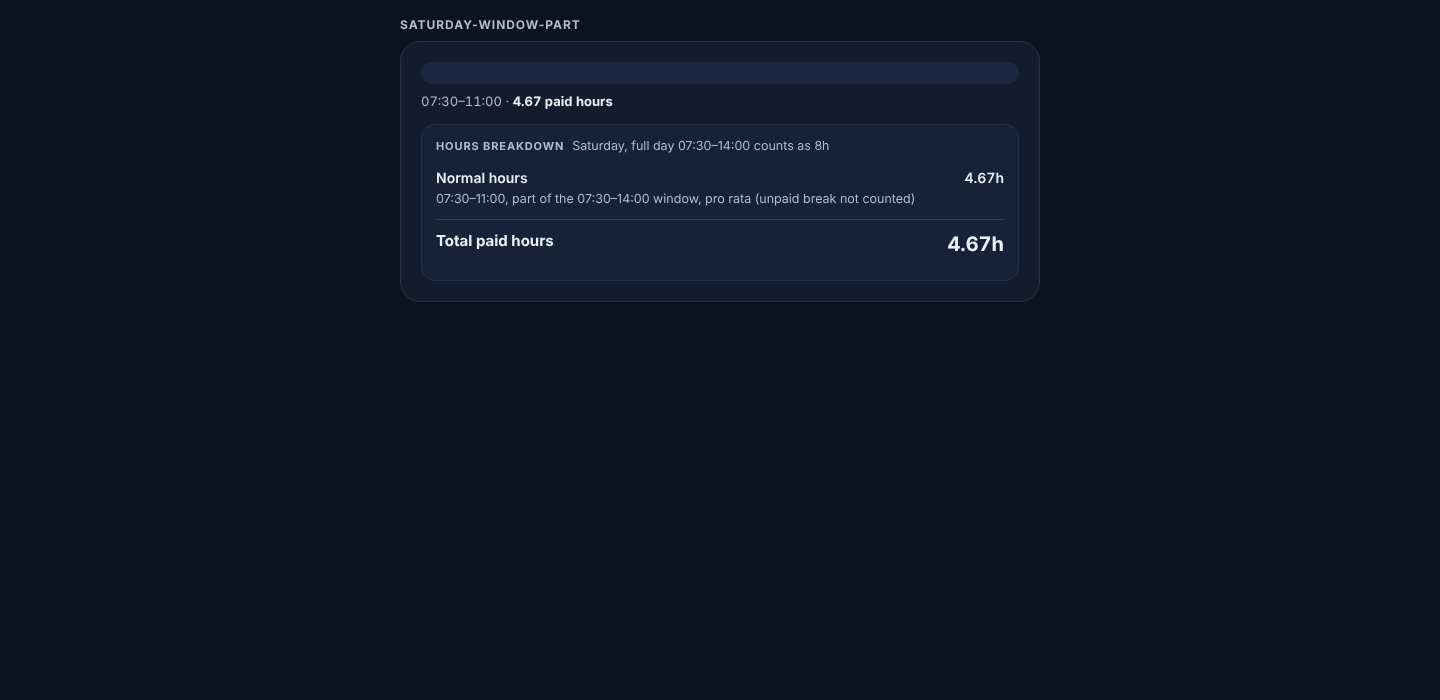 SATURDAY-WINDOW-PART
07:30–11:00 · 4.67 paid hours
HOURS BREAKDOWN Saturday, full day 07:30–14:00 counts as 8h
Normal hours 4.67h
07:30–11:00, part of the 07:30–14:00 window, pro rata (unpaid break not counted)
Total paid hours 4.67h